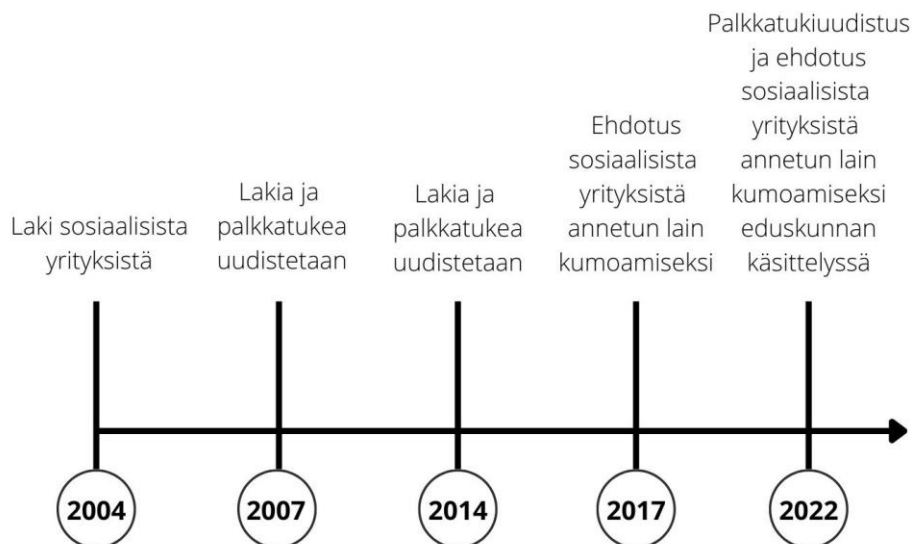 Laki sosiaalisista
yrityksistä
Lakia ja
palkkatukea
uudistetaan
Lakia ja
palkkatukea
uudistetaan
Ehdotus
sosiaalisista
yrityksistä
annetun lain
kumoamiseksi
Palkkatukiuudistus
ja ehdotus
sosiaalisista
yrityksistä
annetun lain
kumoamiseksi
eduskunnan
käsittelyssä
2004
2007
2014
2017
2022